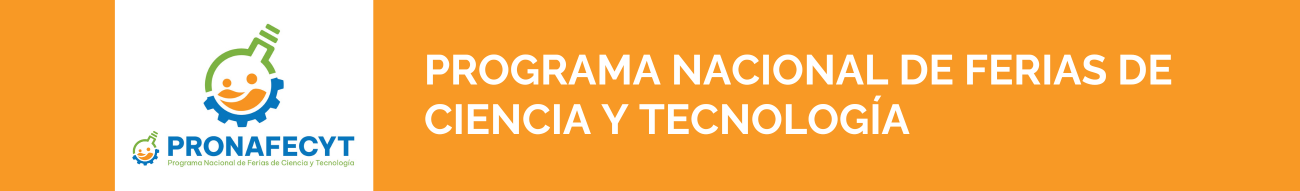 PRONAFECYT
Programa Nacional de Ferias de Ciencia y Tecnología
PROGRAMA NACIONAL DE FERIAS DE
CIENCIA Y TECNOLOGÍA